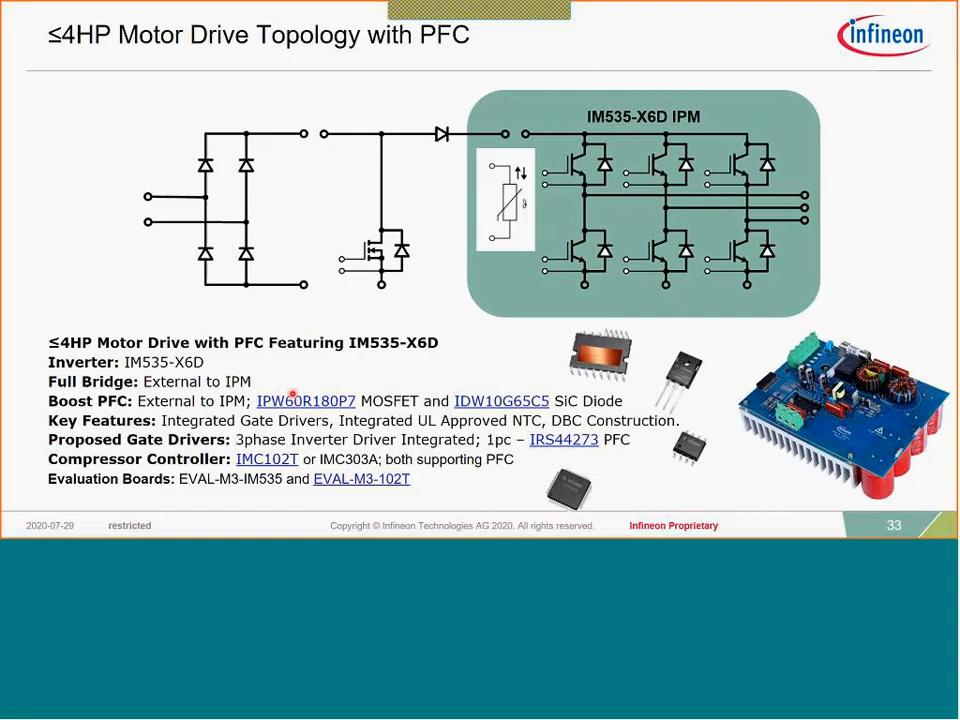 ≤4HP Motor Drive Topology with PFC
infineon
IM535-X6D IPM
≤4HP Motor Drive with PFC Featuring IM535-X6D
Inverter: IM535-X6D
Full Bridge: External to IPM
Boost PFC: External to IPM; IPW60R180P7 MOSFET and IDW10G65C5 SiC Diode
Key Features: Integrated Gate Drivers, Integrated UL Approved NTC, DBC Construction.
Proposed Gate Drivers: 3phase Inverter Driver Integrated; 1pc – IRS44273 PFC
Compressor Controller: IMC102T or IMC303A; both supporting PFC
Evaluation Boards: EVAL-M3-IM535 and EVAL-M3-102T
2020-07-29 restricted Copyright © Infineon Technologies AG 2020. All rights reserved. Infineon Proprietary 33